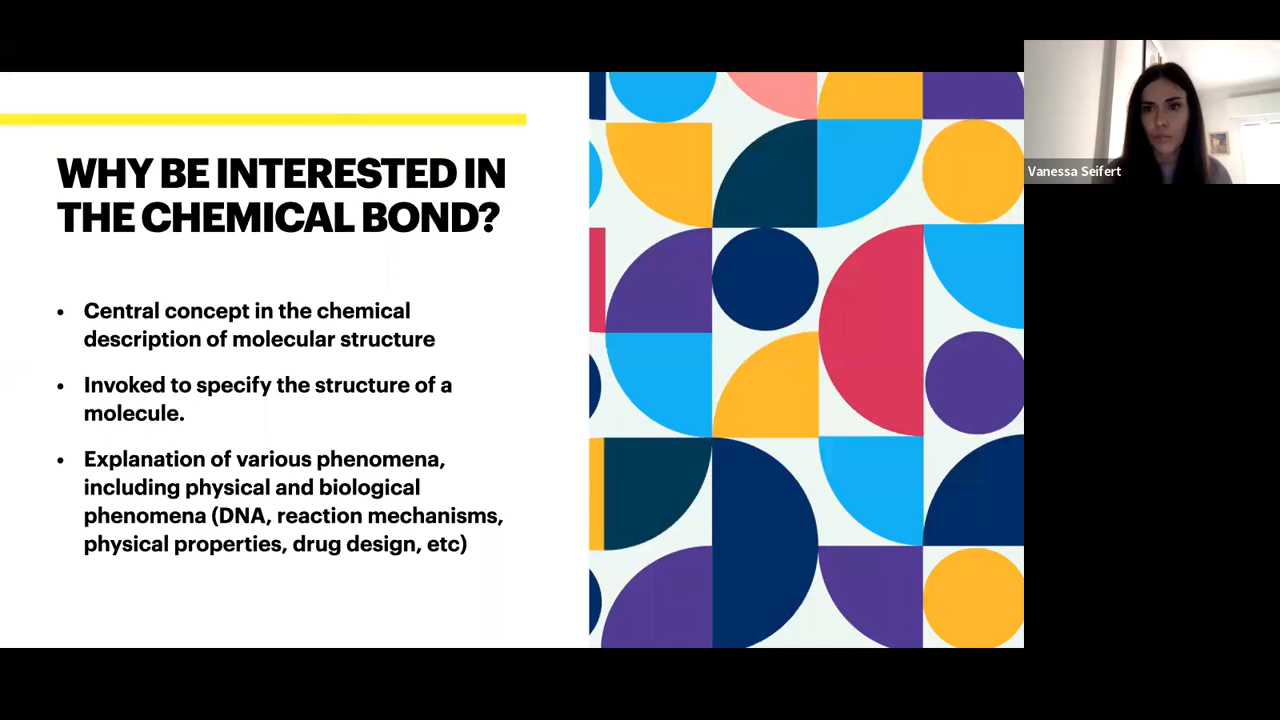 WHY BE INTERESTED IN
THE CHEMICAL BOND?
• Central concept in the chemical
description of molecular structure
• Invoked to specify the structure of a
molecule.
• Explanation of various phenomena,
including physical and biological
phenomena (DNA, reaction mechanisms,
physical properties, drug design, etc)
Vanessa Seifert